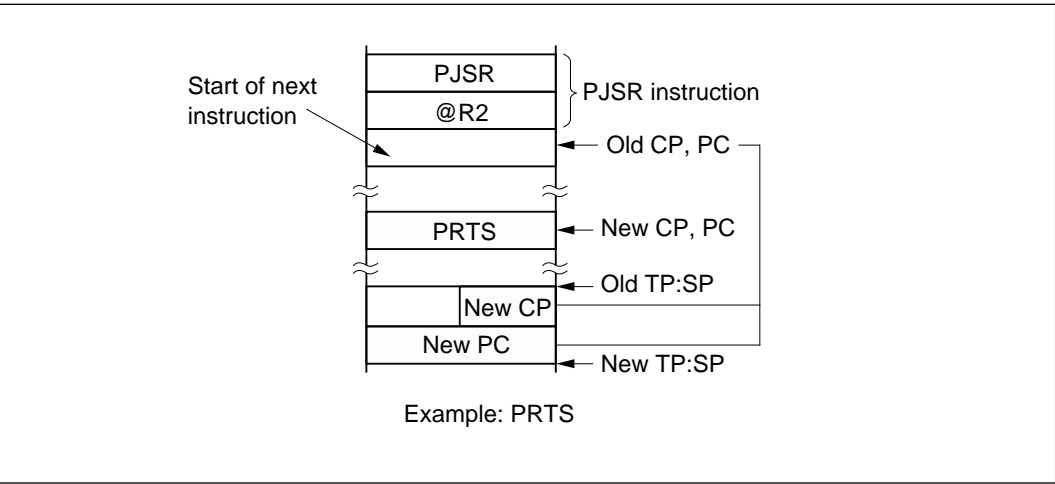 PJSR
Start of next
instruction
PJSR instruction
@R2
Old CP, PC
PRTS
New CP, PC
Old TP:SP
New CP
New PC
New TP:SP
Example: PRTS